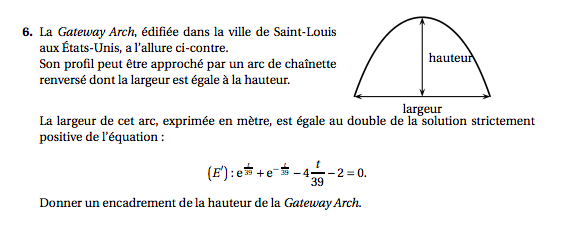 6. La Gateway Arch, édifiée dans la ville de Saint-Louis
aux États-Unis, a l'allure ci-contre.
Son profil peut être approché par un arc de chaînette
renversé dont la largeur est égale à la hauteur.
hauteur
largeur
La largeur de cet arc, exprimée en mètre, est égale au double de la solution strictement
positive de l'équation :
(E′) : e^{t/39} + e^{−t/39} − 4 t/39 − 2 = 0.
Donner un encadrement de la hauteur de la Gateway Arch.